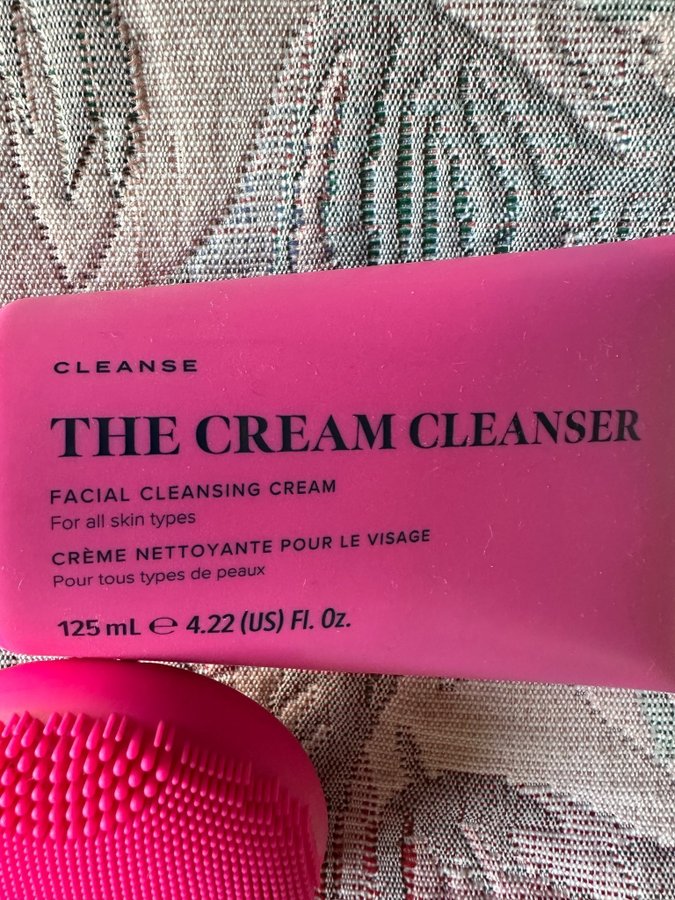 CLEANSE
THE CREAM CLEANSER
FACIAL CLEANSING CREAM
For all skin types
CRÈME NETTOYANTE POUR LE VISAGE
Pour tous types de peaux
125 mL ℮ 4.22 (US) Fl. Oz.